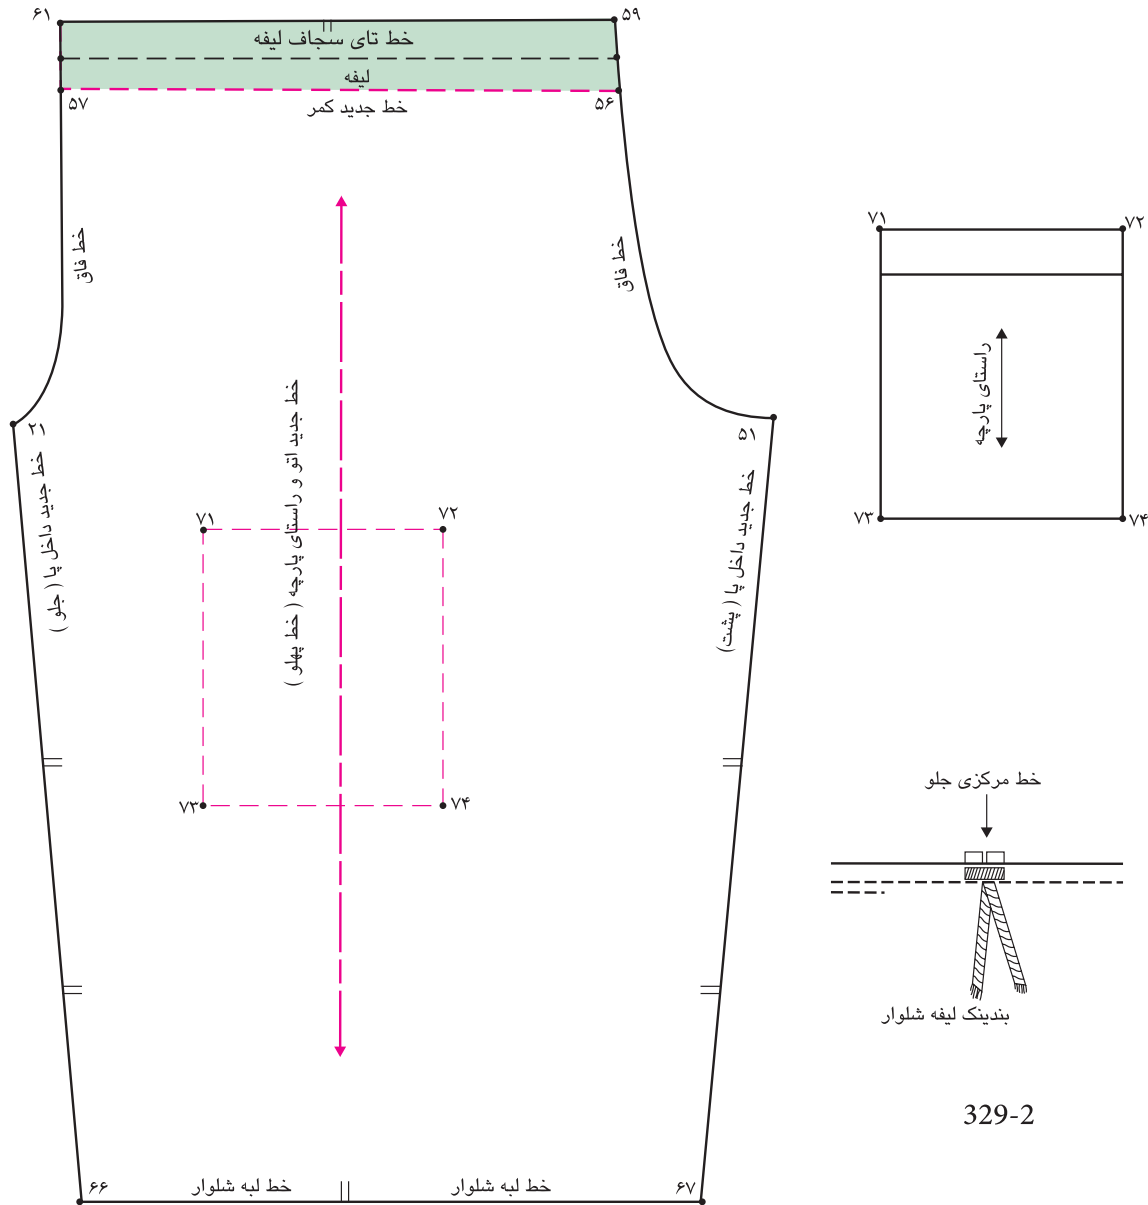 ۶۱
۵۹
خط تای سجاف لیفه
لیفه
۵۷
۵۶
خط جدید کمر
خط فاق
خط فاق
۲۱
۵۱
خط جدید داخل پا ( جلو )
خط جدید اتو و راستای پارچه ( خط پهلو )
خط جدید داخل پا ( پشت)
۷۱
۷۲
۷۳
۷۴
۶۶
خط لبه شلوار
خط لبه شلوار
۶۷
۷۱
۷۲
راستای پارچه
۷۳
۷۴
خط مرکزی جلو
بندینک لیفه شلوار
329-2